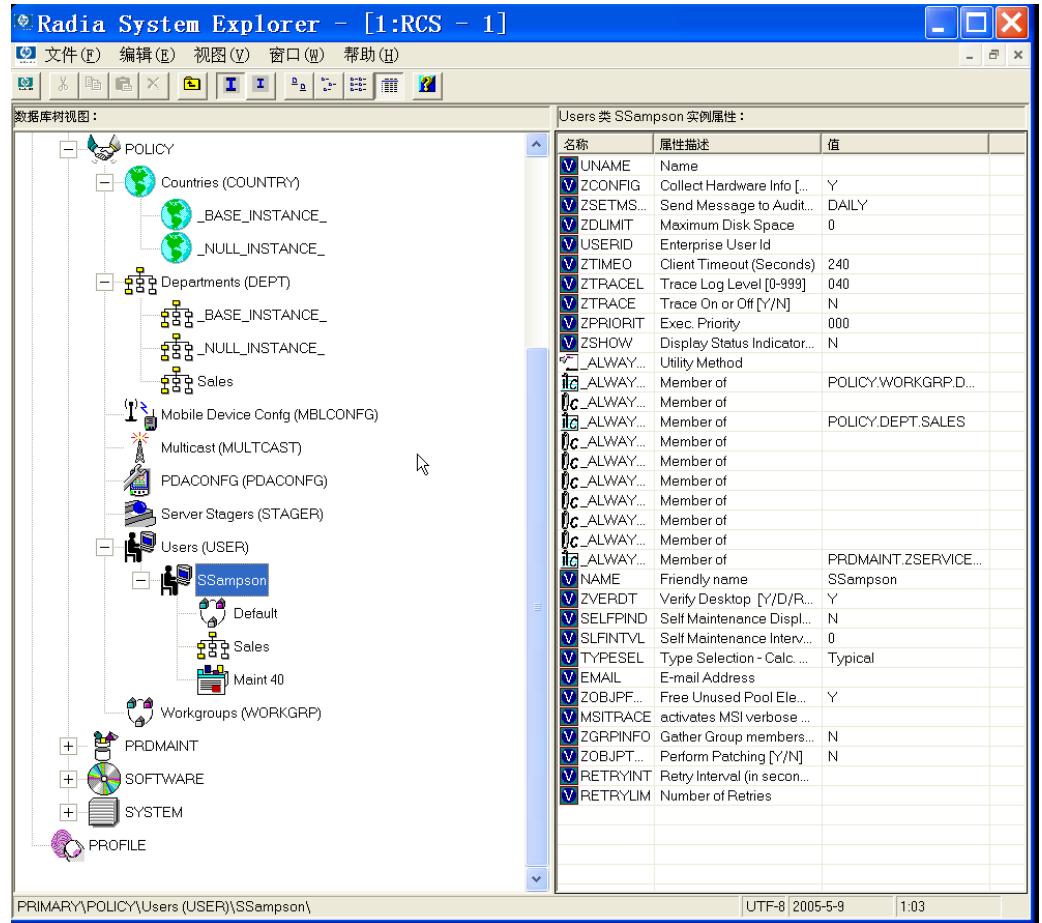 Radia System Explorer - [1:RCS - 1]
文件(F) 编辑(E) 视图(V) 窗口(W) 帮助(H)
数据库树视图：
POLICY
Countries (COUNTRY)
_BASE_INSTANCE_
_NULL_INSTANCE_
Departments (DEPT)
_BASE_INSTANCE_
_NULL_INSTANCE_
Sales
Mobile Device Confg (MBLCONFG)
Multicast (MULTCAST)
PDACONFG (PDACONFG)
Server Stagers (STAGER)
Users (USER)
SSampson
Default
Sales
Maint 40
Workgroups (WORKGRP)
PRDMAINT
SOFTWARE
SYSTEM
PROFILE
Users 类 SSampson 实例属性：
名称 属性描述 值
UNAME Name
ZCONFIG Collect Hardware Info [... Y
ZSETMS... Send Message to Audit... DAILY
ZDLIMIT Maximum Disk Space 0
USERID Enterprise User Id
ZTIMEO Client Timeout (Seconds) 240
ZTRACEL Trace Log Level [0-999] 040
ZTRACE Trace On or Off [Y/N] N
ZPRIORIT Exec. Priority 000
ZSHOW Display Status Indicator... N
_ALWAY... Utility Method
_ALWAY... Member of POLICY.WORKGRP.D...
_ALWAY... Member of
_ALWAY... Member of POLICY.DEPT.SALES
_ALWAY... Member of
_ALWAY... Member of
_ALWAY... Member of
_ALWAY... Member of
_ALWAY... Member of
_ALWAY... Member of
_ALWAY... Member of PRDMAINT.ZSERVICE...
NAME Friendly name SSampson
ZVERDT Verify Desktop [Y/D/R... Y
SELFPIND Self Maintenance Displ... N
SLFINTVL Self Maintenance Interv... 0
TYPESEL Type Selection - Calc. ... Typical
EMAIL E-mail Address
ZOBJPF... Free Unused Pool Ele... Y
MSITRACE activates MSI verbose ...
ZGRPINFO Gather Group members... N
ZOBJPT... Perform Patching [Y/N] N
RETRYINT Retry Interval (in secon...
RETRYLIM Number of Retries
PRIMARY\POLICY\Users (USER)\SSampson\ UTF-8 2005-5-9 1:03